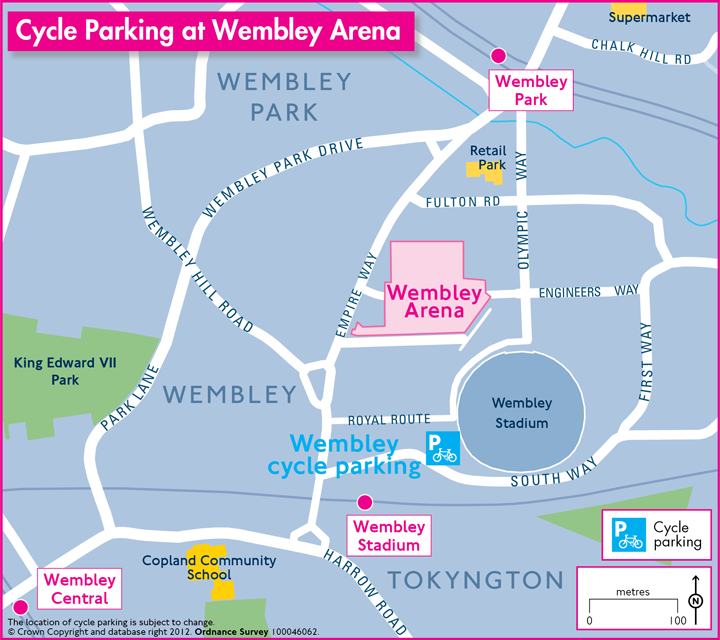 Cycle Parking at Wembley Arena
Supermarket
CHALK HILL RD
WEMBLEY
PARK
Wembley
Park
WEMBLEY PARK DRIVE
Retail
Park
OLYMPIC WAY
FULTON RD
WEMBLEY HILL ROAD
EMPIRE WAY
Wembley
Arena
ENGINEERS WAY
FIRST WAY
King Edward VII
Park
PARK LANE
WEMBLEY
Wembley
Stadium
ROYAL ROUTE
Wembley
cycle parking
P
SOUTH WAY
Wembley
Stadium
P
Cycle
parking
Copland Community
School
HARROW ROAD
TOKYNGTON
Wembley
Central
metres
0
100
N
The location of cycle parking is subject to change.
© Crown Copyright and database right 2012. Ordnance Survey 100046062.